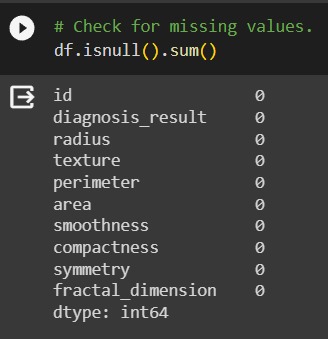 # Check for missing values.
df.isnull().sum()
id 0
diagnosis_result 0
radius 0
texture 0
perimeter 0
area 0
smoothness 0
compactness 0
symmetry 0
fractal_dimension 0
dtype: int64